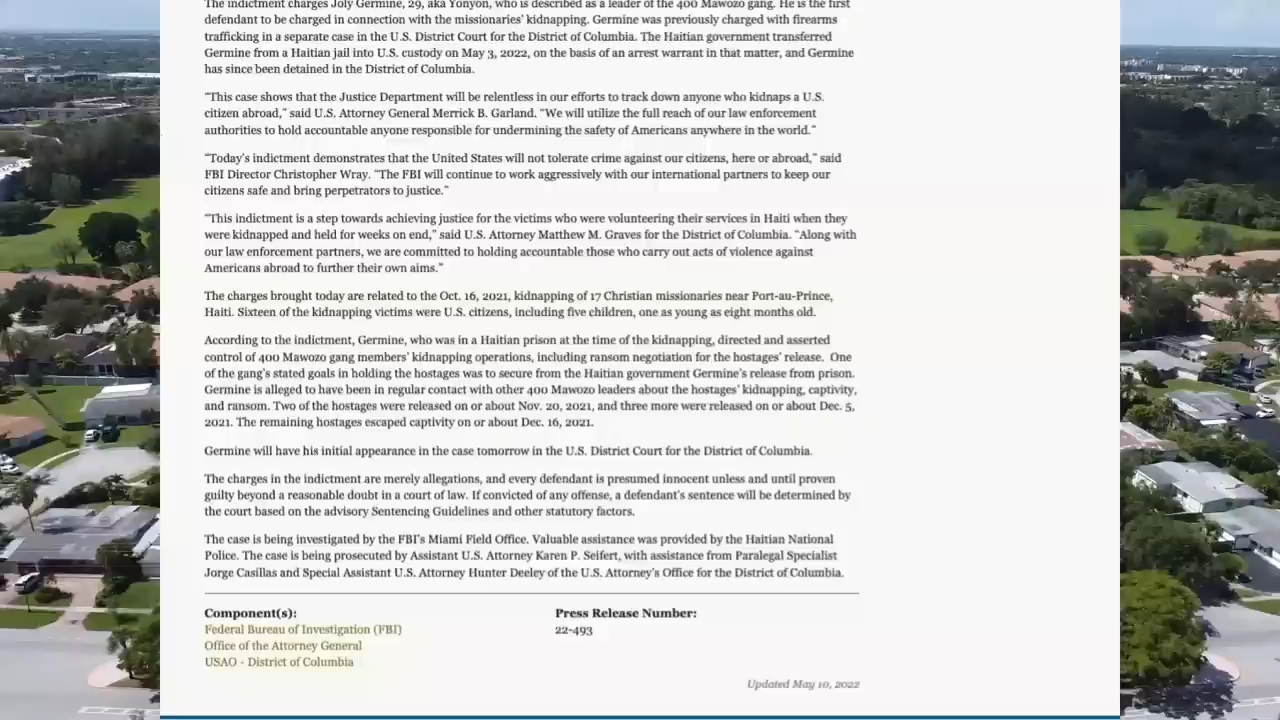 The indictment charges Joly Germine, 29, aka Yonyon, who is described as a leader of the 400 Mawozo gang. He is the first
defendant to be charged in connection with the missionaries' kidnapping. Germine was previously charged with firearms
trafficking in a separate case in the U.S. District Court for the District of Columbia. The Haitian government transferred
Germine from a Haitian jail into U.S. custody on May 3, 2022, on the basis of an arrest warrant in that matter, and Germine
has since been detained in the District of Columbia.
“This case shows that the Justice Department will be relentless in our efforts to track down anyone who kidnaps a U.S.
citizen abroad,” said U.S. Attorney General Merrick B. Garland. “We will utilize the full reach of our law enforcement
authorities to hold accountable anyone responsible for undermining the safety of Americans anywhere in the world.”
“Today’s indictment demonstrates that the United States will not tolerate crime against our citizens, here or abroad,” said
FBI Director Christopher Wray. “The FBI will continue to work aggressively with our international partners to keep our
citizens safe and bring perpetrators to justice.”
“This indictment is a step towards achieving justice for the victims who were volunteering their services in Haiti when they
were kidnapped and held for weeks on end,” said U.S. Attorney Matthew M. Graves for the District of Columbia. “Along with
our law enforcement partners, we are committed to holding accountable those who carry out acts of violence against
Americans abroad to further their own aims.”
The charges brought today are related to the Oct. 16, 2021, kidnapping of 17 Christian missionaries near Port-au-Prince,
Haiti. Sixteen of the kidnapping victims were U.S. citizens, including five children, one as young as eight months old.
According to the indictment, Germine, who was in a Haitian prison at the time of the kidnapping, directed and asserted
control of 400 Mawozo gang members’ kidnapping operations, including ransom negotiation for the hostages’ release. One
of the gang’s stated goals in holding the hostages was to secure from the Haitian government Germine’s release from prison.
Germine is alleged to have been in regular contact with other 400 Mawozo leaders about the hostages’ kidnapping, captivity,
and ransom. Two of the hostages were released on or about Nov. 20, 2021, and three more were released on or about Dec. 5,
2021. The remaining hostages escaped captivity on or about Dec. 16, 2021.
Germine will have his initial appearance in the case tomorrow in the U.S. District Court for the District of Columbia.
The charges in the indictment are merely allegations, and every defendant is presumed innocent unless and until proven
guilty beyond a reasonable doubt in a court of law. If convicted of any offense, a defendant’s sentence will be determined by
the court based on the advisory Sentencing Guidelines and other statutory factors.
The case is being investigated by the FBI’s Miami Field Office. Valuable assistance was provided by the Haitian National
Police. The case is being prosecuted by Assistant U.S. Attorney Karen P. Seifert, with assistance from Paralegal Specialist
Jorge Casillas and Special Assistant U.S. Attorney Hunter Deeley of the U.S. Attorney’s Office for the District of Columbia.
Component(s):
Federal Bureau of Investigation (FBI)
Office of the Attorney General
USAO - District of Columbia
Press Release Number:
22-493
Updated May 10, 2022